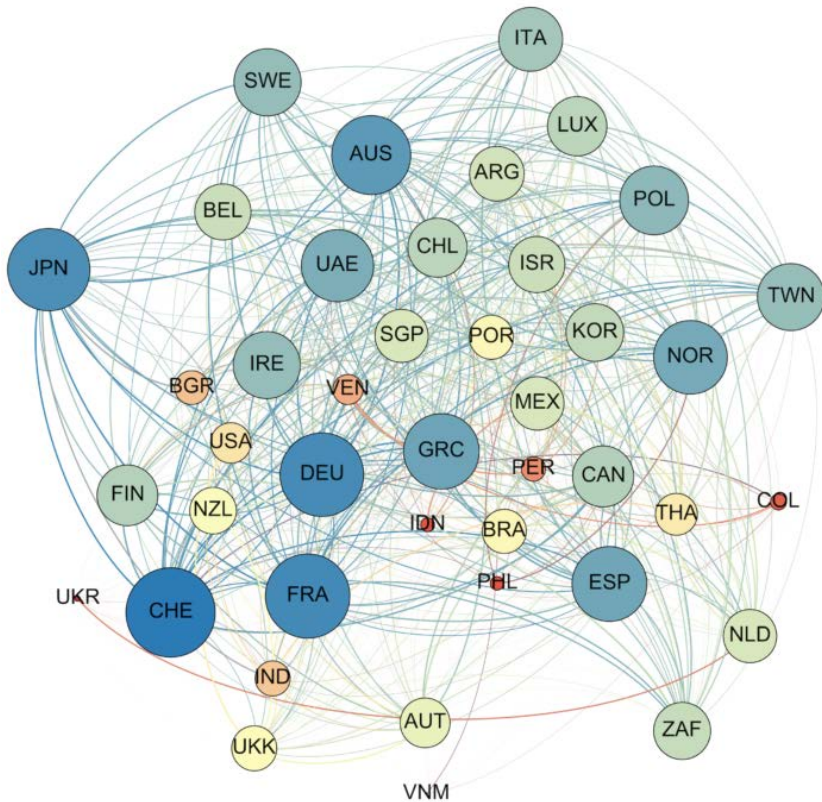 ITA
SWE
LUX
AUS
ARG
POL
BEL
CHL
ISR
UAE
JPN
TWN
KOR
SGP
POR
NOR
IRE
BGR
VEN
MEX
USA
GRC
DEU
PER
CAN
FIN
COL
NZL
THA
IDN
BRA
PHL
ESP
UKR
FRA
CHE
NLD
IND
AUT
ZAF
UKK
VNM